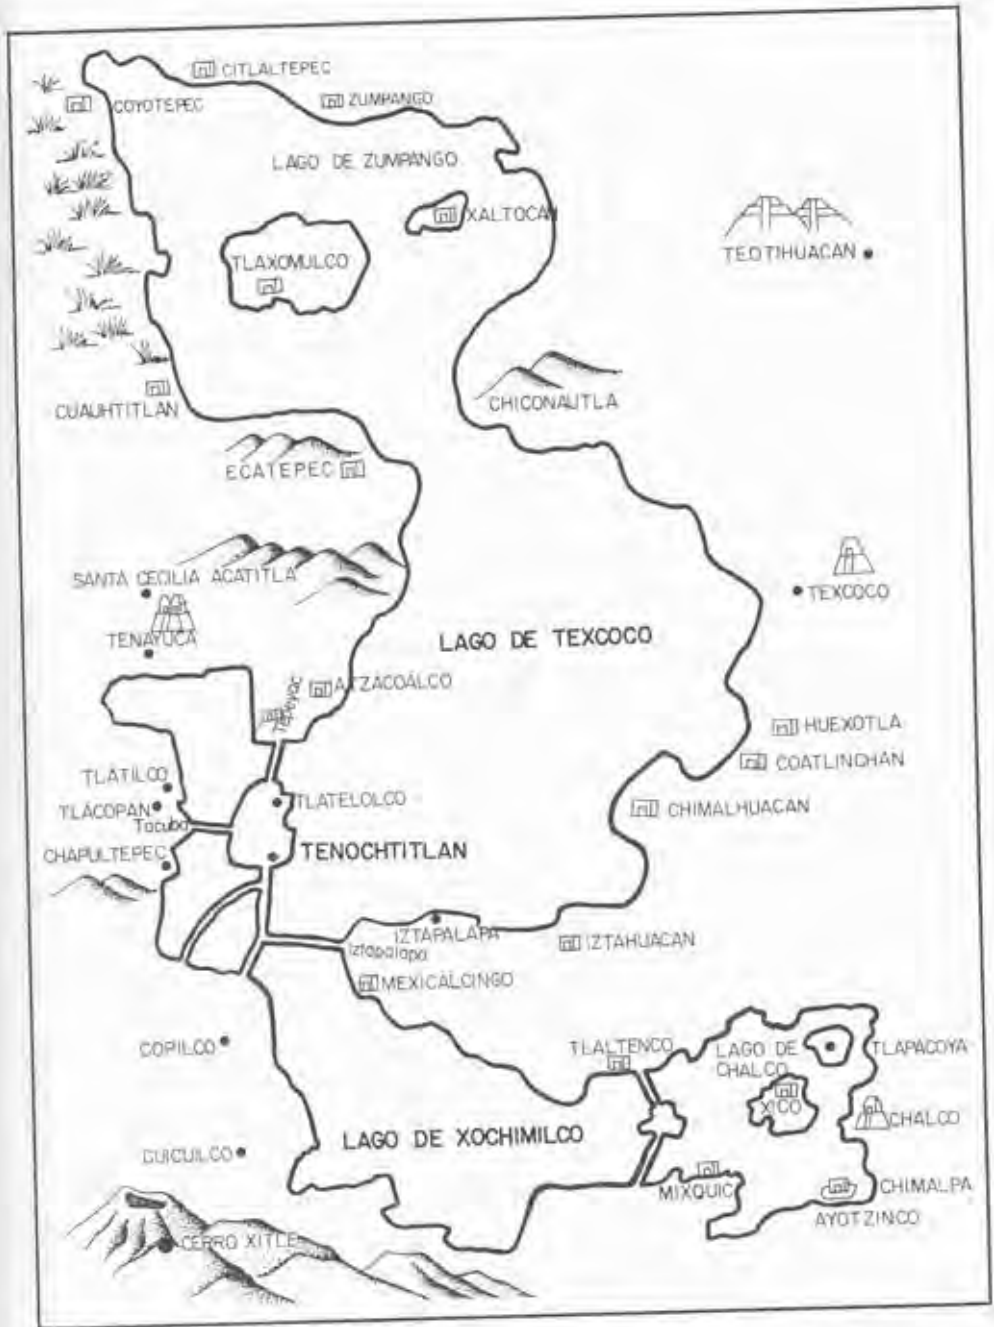 CITLALTEPEC
COYOTEPEC
ZUMPANGO
LAGO DE ZUMPANGO
XALTOCAN
TLAXOMULCO
TEOTIHUACAN
CUAUHTITLAN
CHICONAUTLA
ECATEPEC
SANTA CECILIA ACATITLA
TEXCOCO
TENAYUCA
LAGO DE TEXCOCO
ATZACOALCO
Tepeyac
HUEXOTLA
COATLINCHAN
TLATILCO
TLACOPAN
Tacuba
TLATELOLCO
CHIMALHUACAN
CHAPULTEPEC
TENOCHTITLAN
IZTAPALAPA
Iztapalapa
IZTAHUACAN
MEXICALCINGO
COPILCO
TLALTENCO
LAGO DE
CHALCO
TLAPACOYA
XICO
CHALCO
LAGO DE XOCHIMILCO
CUICUILCO
MIXQUIC
CHIMALPA
AYOTZINCO
CERRO XITLE